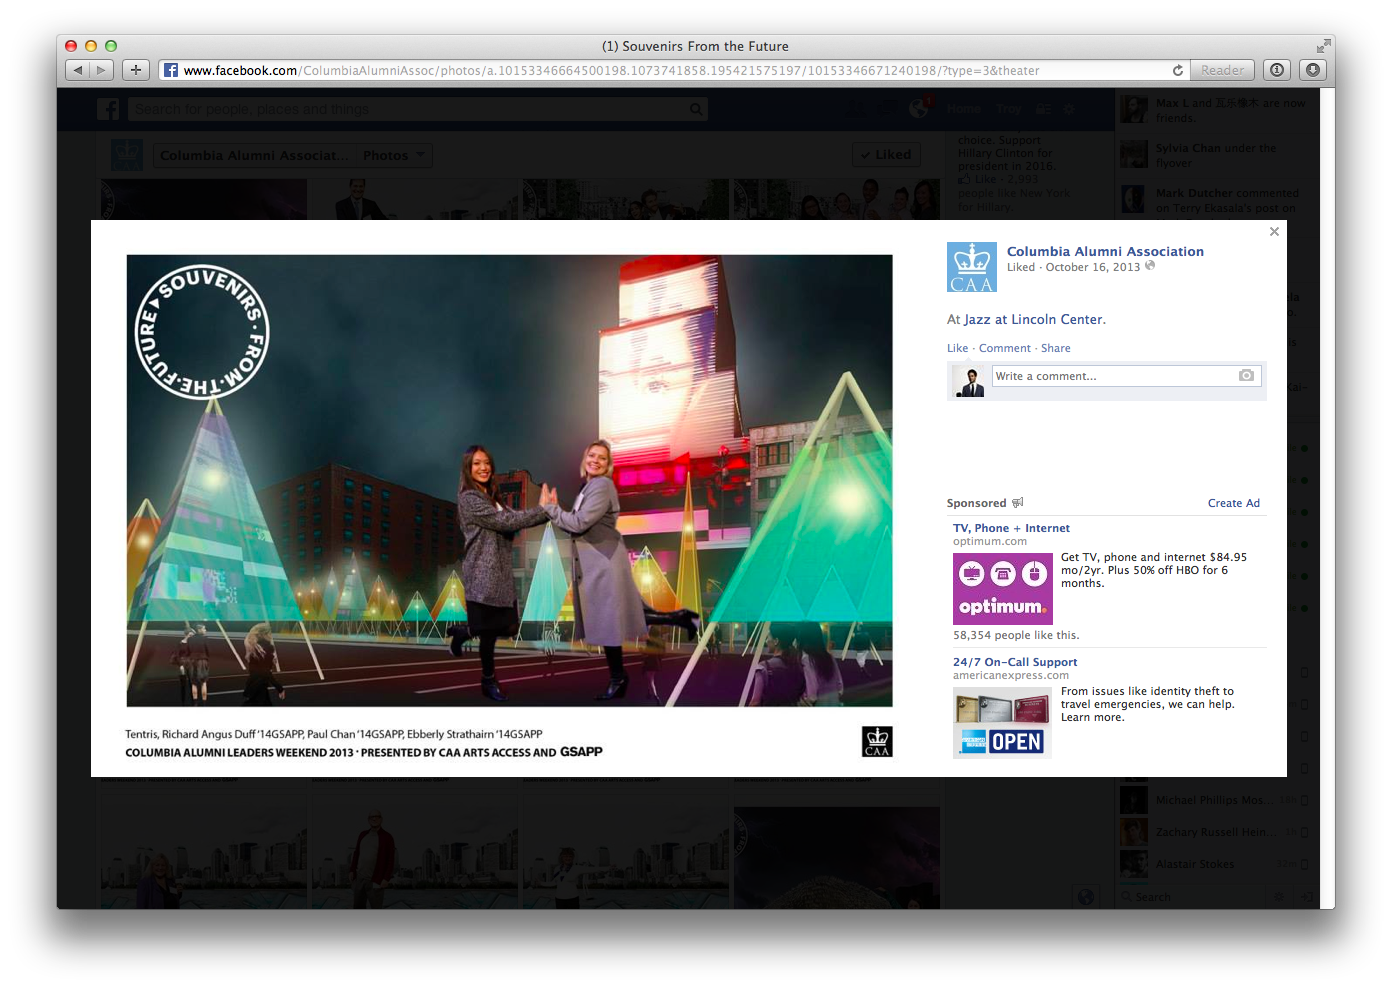 (1) Souvenirs From the Future
www.facebook.com/ColumbiaAlumniAssoc/photos/a.10153346664500198.1073741858.195421575197/10153346671240198/?type=3&theater
Reader
Search for people, places and things
1
Home
Troy
Columbia Alumni Associat...
Photos
Liked
choice. Support
Hillary Clinton for
president in 2016.
Like · 2,993
people like New York
for Hillary.
Max L and 瓦乐橡木 are now
friends.
Sylvia Chan under the
flyover
Mark Dutcher commented
on Terry Ekasala's post on
SOUVENIRS · FROM · THE · FUTURE
Tentris, Richard Angus Duff '14GSAPP, Paul Chan '14GSAPP, Ebberly Strathairn '14GSAPP
COLUMBIA ALUMNI LEADERS WEEKEND 2013 · PRESENTED BY CAA ARTS ACCESS AND GSAPP
CAA
CAA
Columbia Alumni Association
Liked · October 16, 2013
At Jazz at Lincoln Center.
Like · Comment · Share
Write a comment...
Sponsored
Create Ad
TV, Phone + Internet
optimum.com
optimum.
Get TV, phone and internet $84.95
mo/2yr. Plus 50% off HBO for 6
months.
58,354 people like this.
24/7 On-Call Support
americanexpress.com
OPEN
From issues like identity theft to
travel emergencies, we can help.
Learn more.
Michael Phillips Mos...
Zachary Russell Hein...
Alastair Stokes
Search